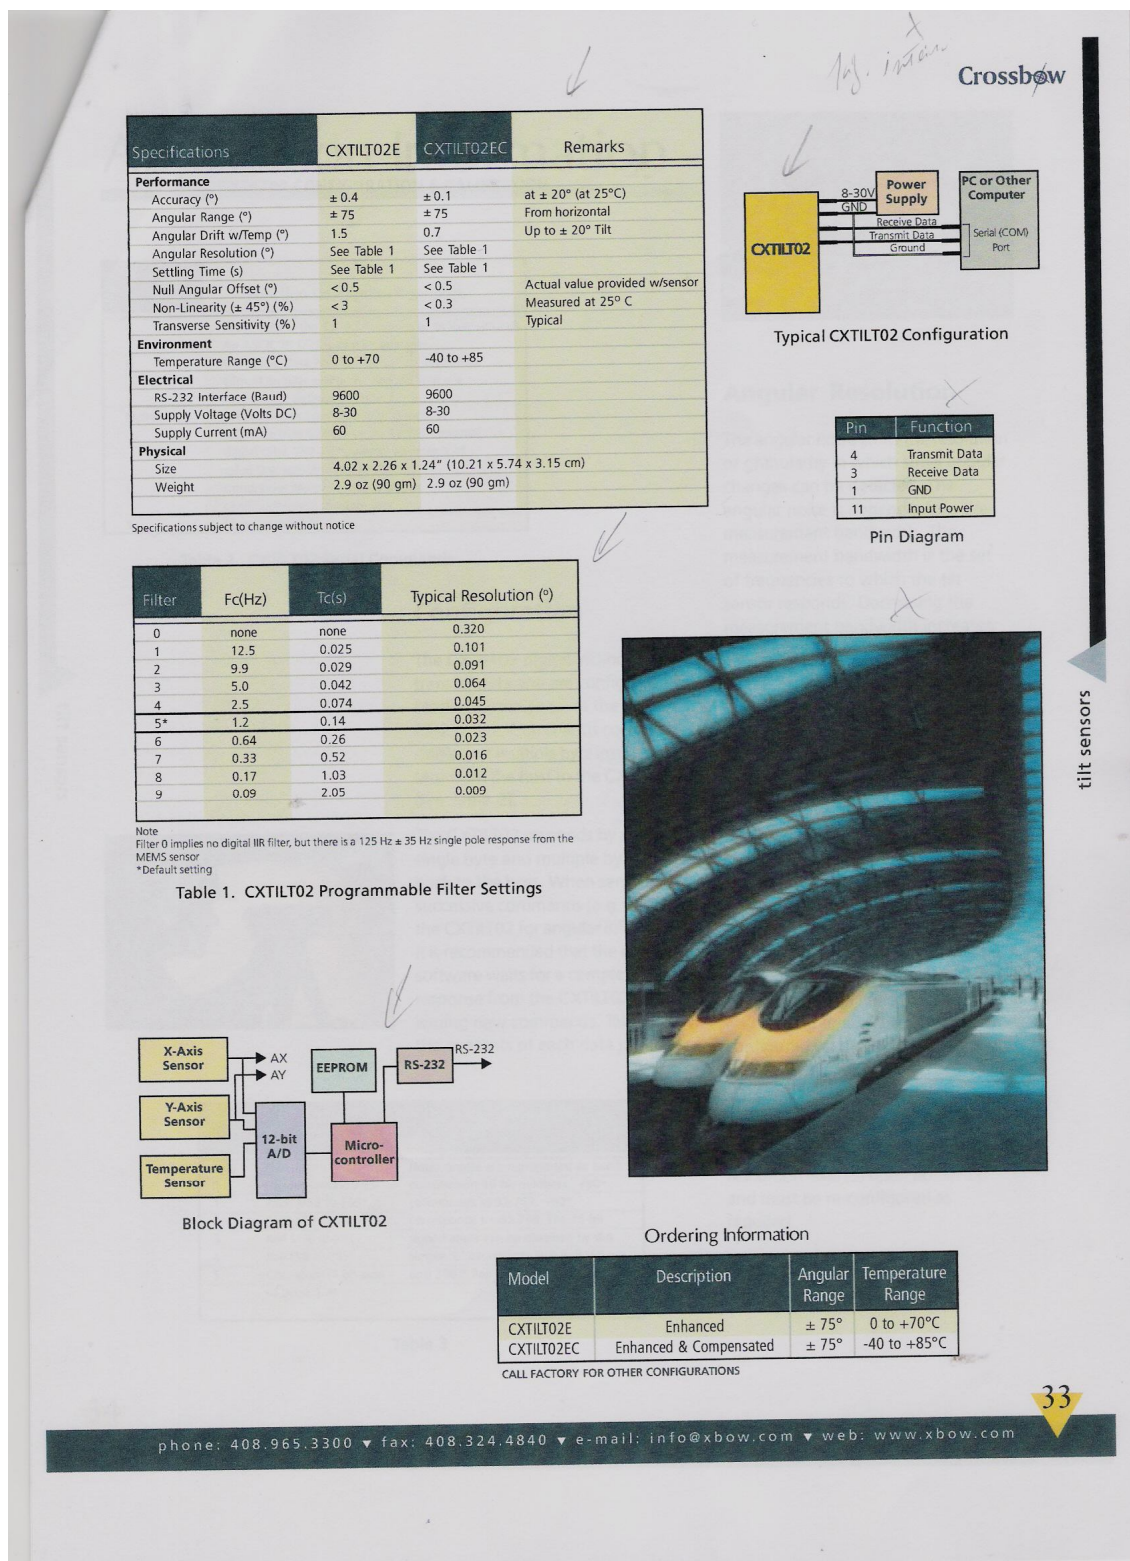 Crossbow
Specifications CXTILT02E CXTILT02EC Remarks
Performance
Accuracy (º) ± 0.4 ± 0.1 at ± 20° (at 25°C)
Angular Range (º) ± 75 ± 75 From horizontal
Angular Drift w/Temp (º) 1.5 0.7 Up to ± 20° Tilt
Angular Resolution (º) See Table 1 See Table 1
Settling Time (s) See Table 1 See Table 1
Null Angular Offset (º) < 0.5 < 0.5 Actual value provided w/sensor
Non-Linearity (± 45°) (%) < 3 < 0.3 Measured at 25º C
Transverse Sensitivity (%) 1 1 Typical
Environment
Temperature Range (ºC) 0 to +70 -40 to +85
Electrical
RS-232 Interface (Baud) 9600 9600
Supply Voltage (Volts DC) 8-30 8-30
Supply Current (mA) 60 60
Physical
Size 4.02 x 2.26 x 1.24" (10.21 x 5.74 x 3.15 cm)
Weight 2.9 oz (90 gm) 2.9 oz (90 gm)
Specifications subject to change without notice
CXTILT02
8-30V
GND
Power
Supply
Receive Data
Transmit Data
Ground
PC or Other
Computer
Serial (COM)
Port
Typical CXTILT02 Configuration
Pin Function
4 Transmit Data
3 Receive Data
1 GND
11 Input Power
Pin Diagram
Filter Fc(Hz) Tc(s) Typical Resolution (º)
0 none none 0.320
1 12.5 0.025 0.101
2 9.9 0.029 0.091
3 5.0 0.042 0.064
4 2.5 0.074 0.045
5* 1.2 0.14 0.032
6 0.64 0.26 0.023
7 0.33 0.52 0.016
8 0.17 1.03 0.012
9 0.09 2.05 0.009
Note
Filter 0 implies no digital IIR filter, but there is a 125 Hz ± 35 Hz single pole response from the
MEMS sensor
*Default setting
Table 1. CXTILT02 Programmable Filter Settings
tilt sensors
X-Axis
Sensor
AX
AY
Y-Axis
Sensor
Temperature
Sensor
12-bit
A/D
EEPROM
Micro-
controller
RS-232
RS-232
Block Diagram of CXTILT02
Ordering Information
Model Description Angular Range Temperature Range
CXTILT02E Enhanced ± 75° 0 to +70°C
CXTILT02EC Enhanced & Compensated ± 75° -40 to +85°C
CALL FACTORY FOR OTHER CONFIGURATIONS
33
phone: 408.965.3300 ▾ fax: 408.324.4840 ▾ e-mail: info@xbow.com ▾ web: www.xbow.com